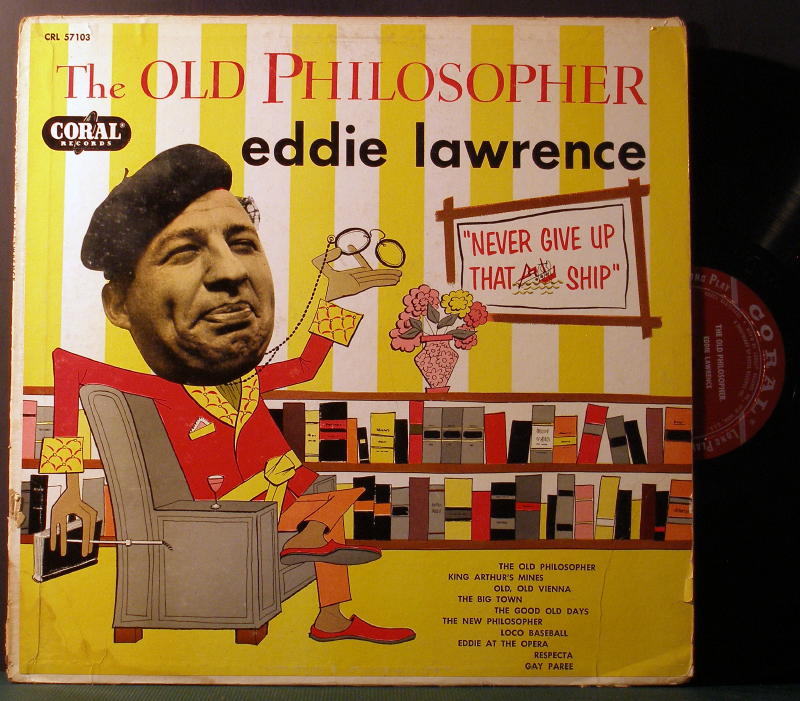 CRL 57103
The OLD PHILOSOPHER
CORAL®
RECORDS
eddie lawrence
"NEVER GIVE UP
THAT SHIP"
THE OLD PHILOSOPHER
KING ARTHUR'S MINES
OLD, OLD VIENNA
THE BIG TOWN
THE GOOD OLD DAYS
THE NEW PHILOSOPHER
LOCO BASEBALL
EDDIE AT THE OPERA
RESPECTA
GAY PAREE
LONG PLAY
CORAL
THE OLD PHILOSOPHER
EDDIE LAWRENCE